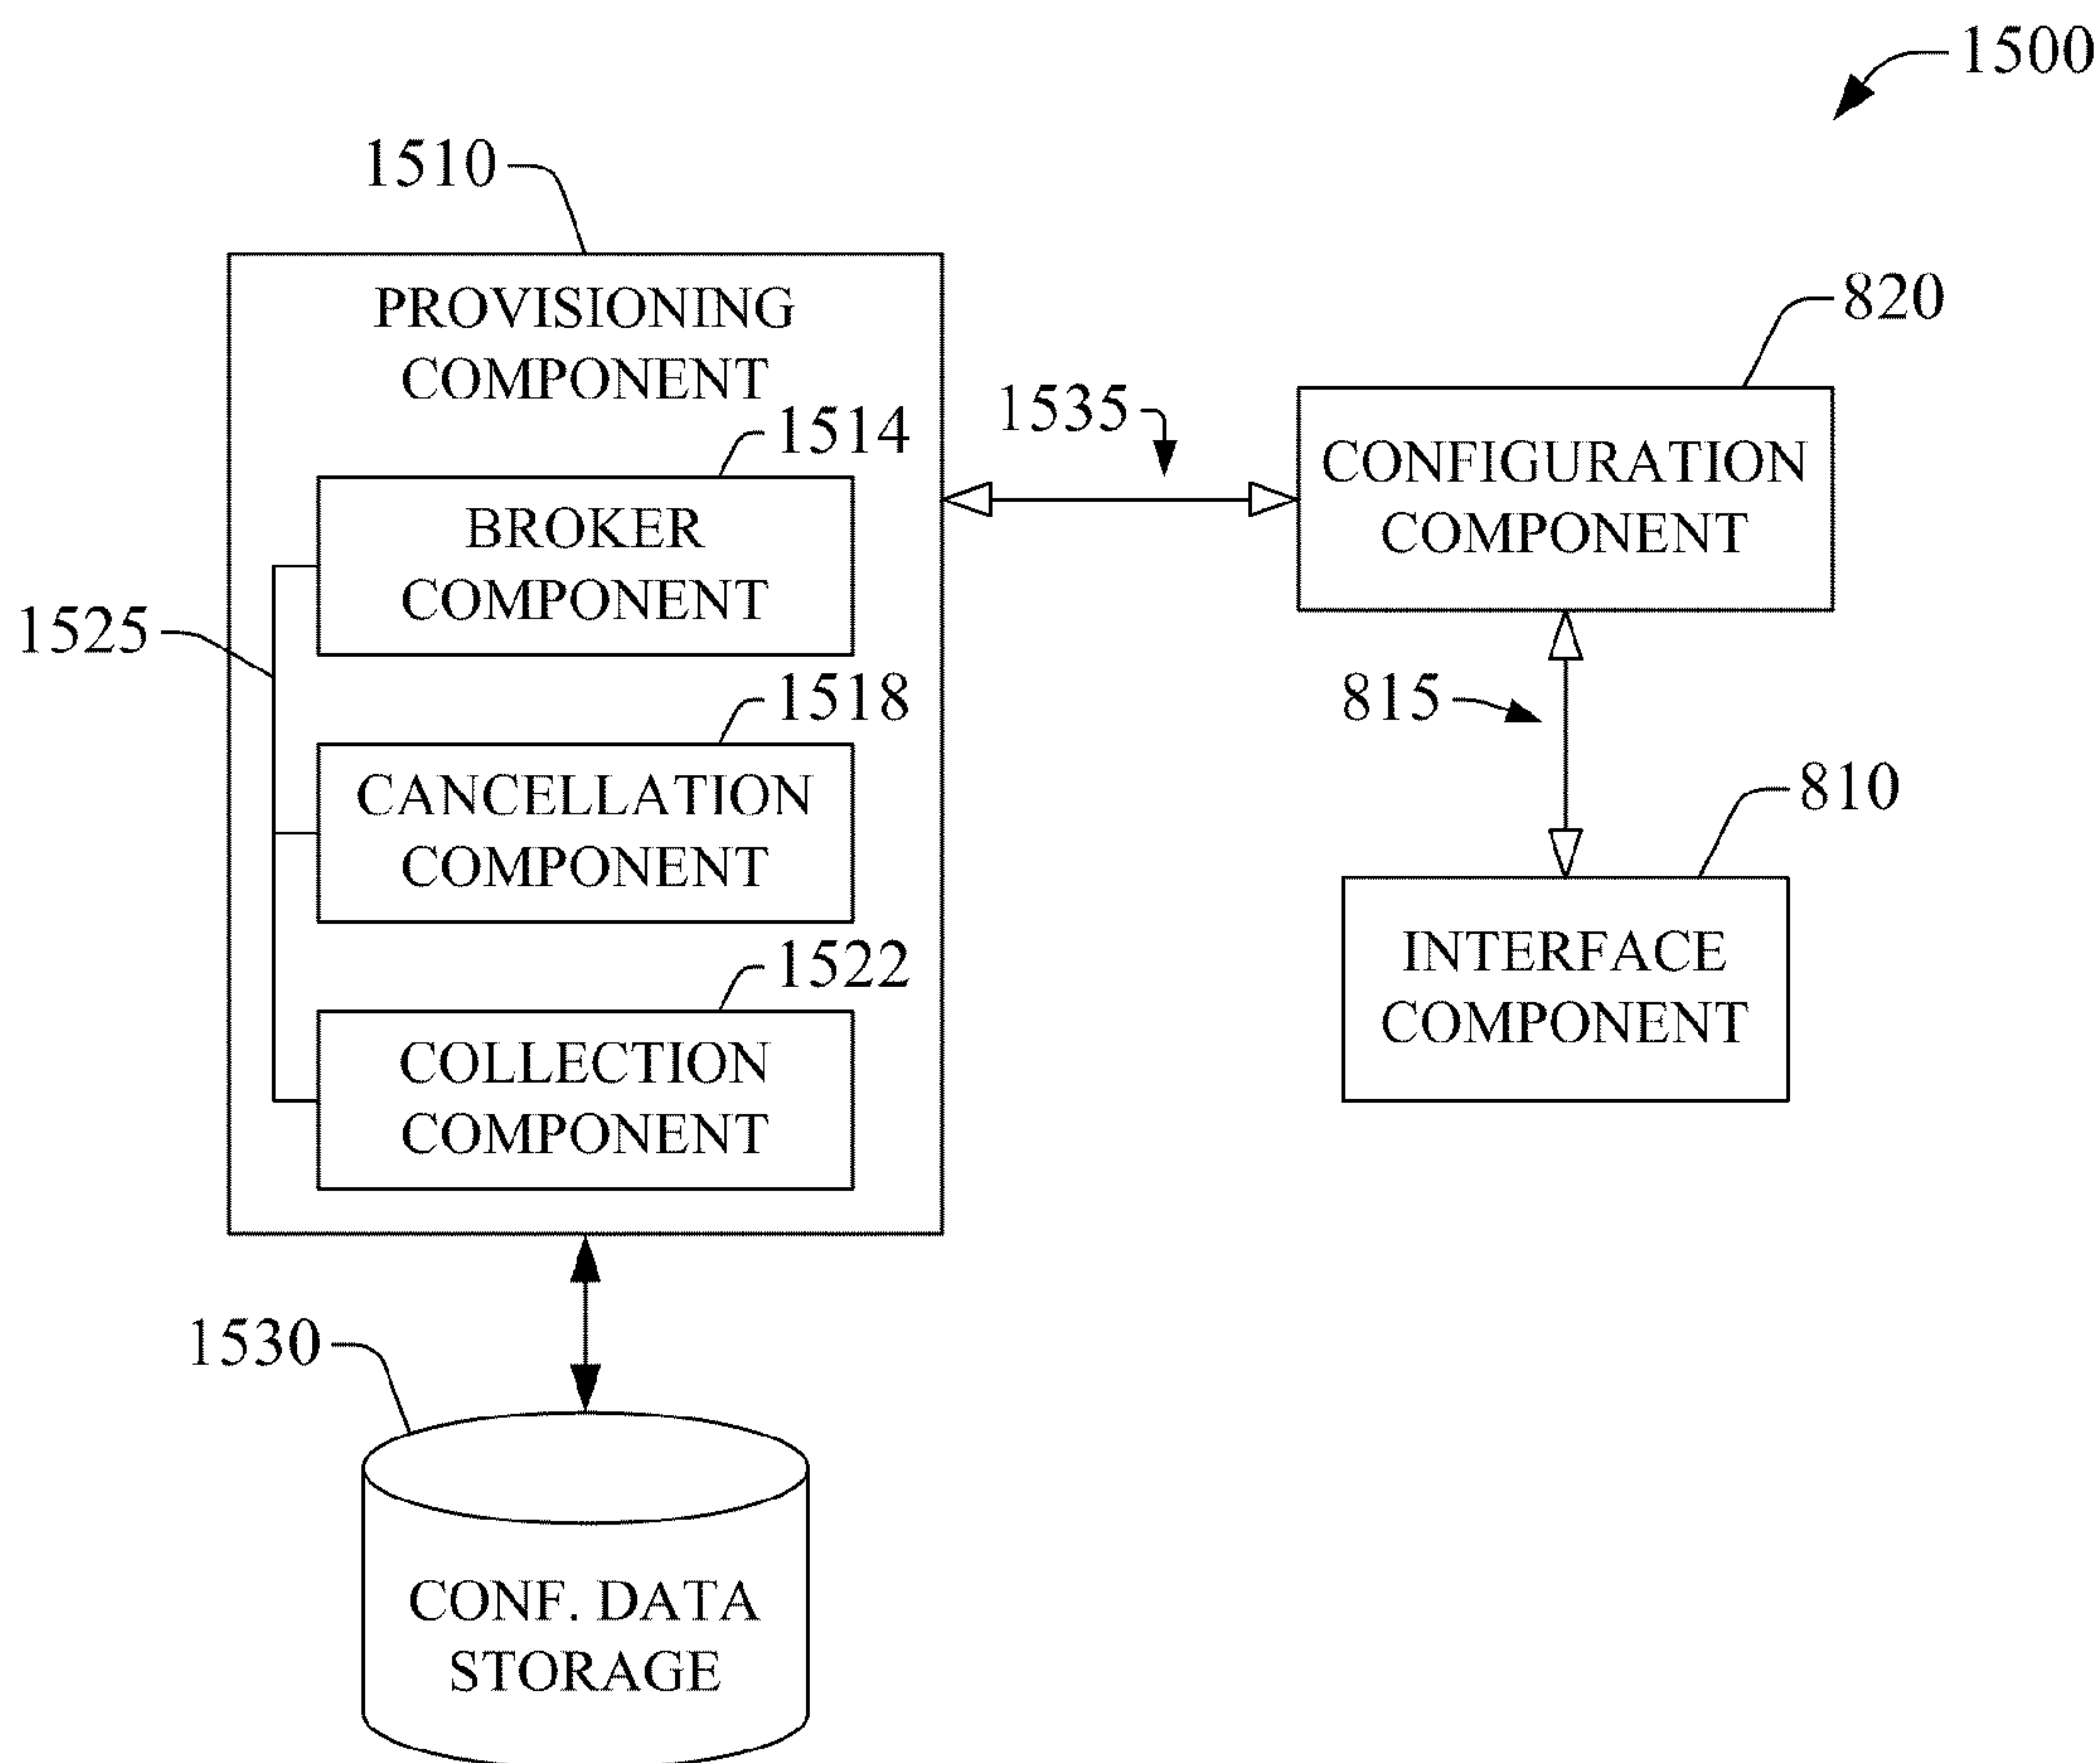 1500
1510
PROVISIONING
COMPONENT
820
1535
1514
CONFIGURATION
COMPONENT
BROKER
COMPONENT
1525
1518
815
CANCELLATION
COMPONENT
810
1522
INTERFACE
COMPONENT
COLLECTION
COMPONENT
1530
CONF. DATA
STORAGE